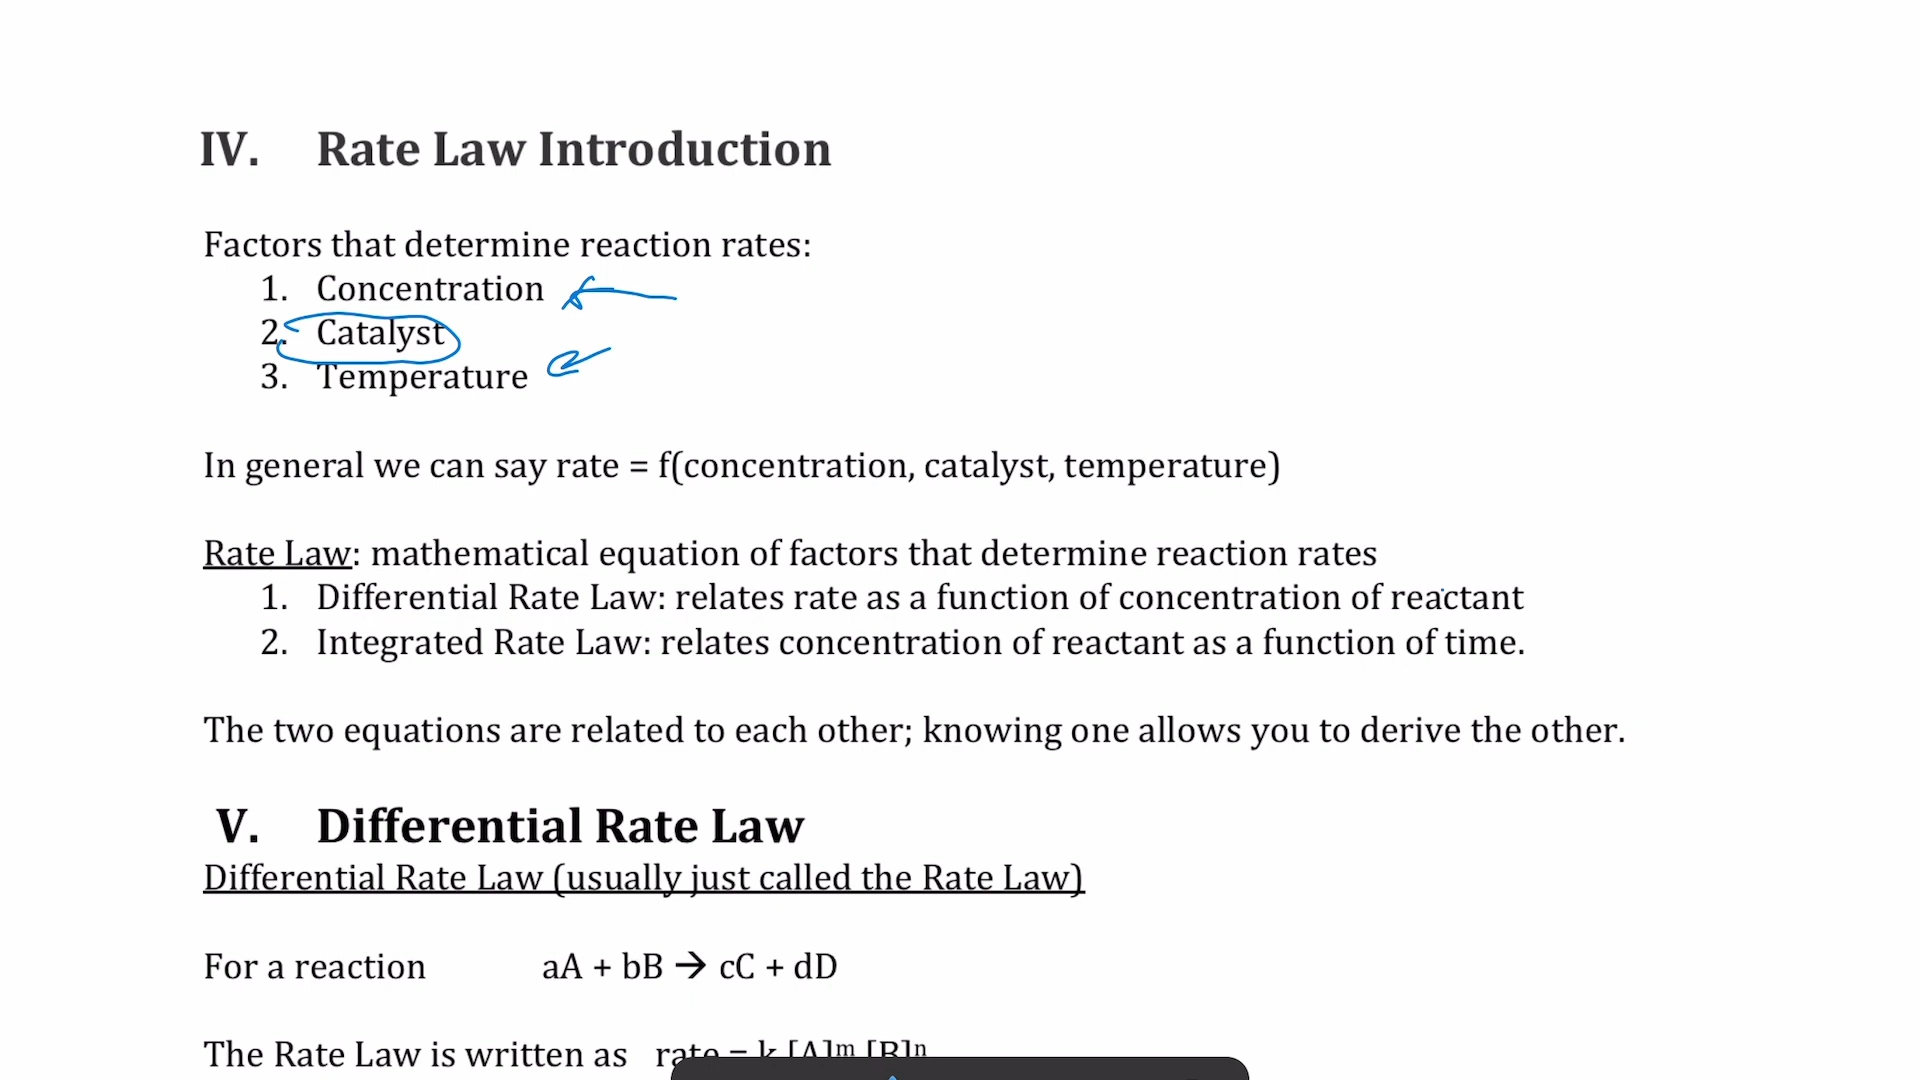 IV. Rate Law Introduction
Factors that determine reaction rates:
1. Concentration
2. Catalyst
3. Temperature
In general we can say rate = f(concentration, catalyst, temperature)
Rate Law: mathematical equation of factors that determine reaction rates
1. Differential Rate Law: relates rate as a function of concentration of reactant
2. Integrated Rate Law: relates concentration of reactant as a function of time.
The two equations are related to each other; knowing one allows you to derive the other.
V. Differential Rate Law
Differential Rate Law (usually just called the Rate Law)
For a reaction aA + bB → cC + dD
The Rate Law is written as rate = k [A]ᵐ [B]ⁿ